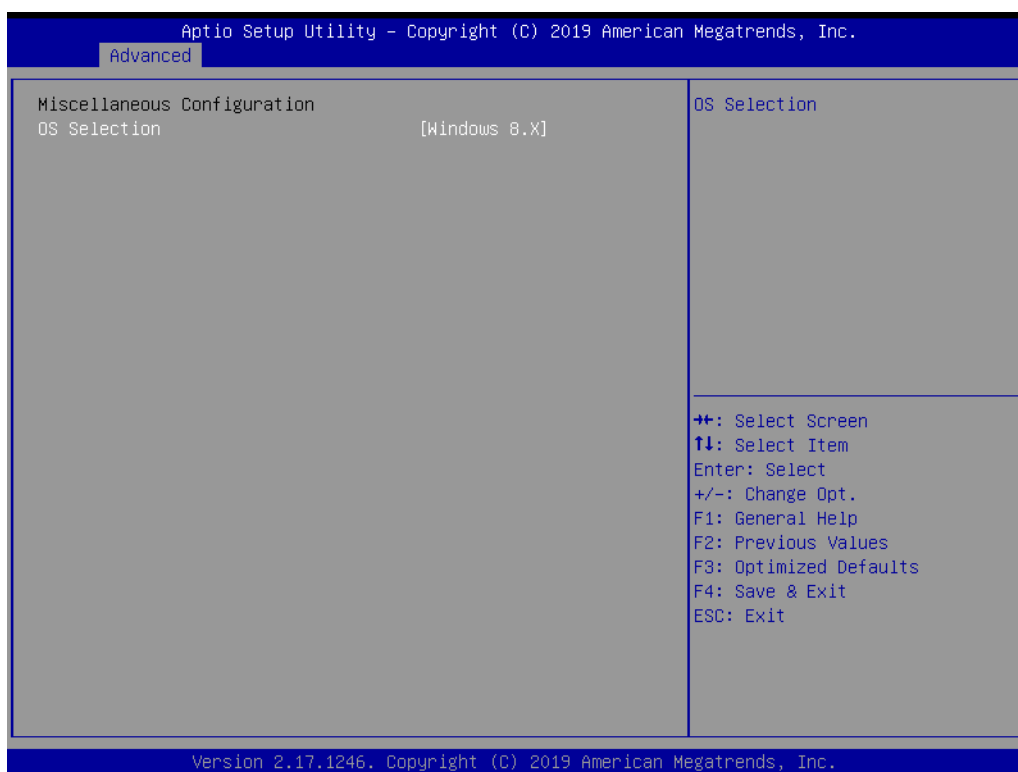 Aptio Setup Utility – Copyright (C) 2019 American Megatrends, Inc.
Advanced
Miscellaneous Configuration
OS Selection [Windows 8.X]
OS Selection
→←: Select Screen
↑↓: Select Item
Enter: Select
+/-: Change Opt.
F1: General Help
F2: Previous Values
F3: Optimized Defaults
F4: Save & Exit
ESC: Exit
Version 2.17.1246. Copyright (C) 2019 American Megatrends, Inc.